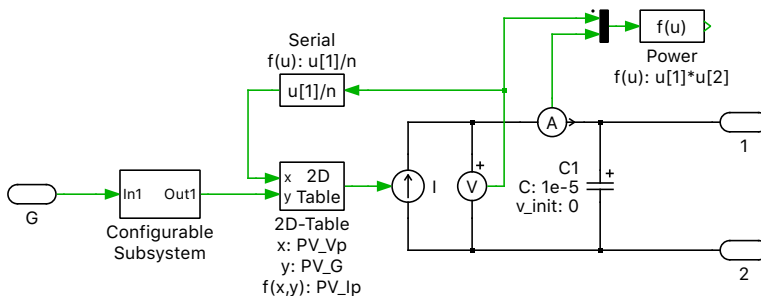 Serial
f(u): u[1]/n
u[1]/n
f(u)
Power
f(u): u[1]*u[2]
A
1
G
In1 Out1
Configurable
Subsystem
x 2D
y Table
2D-Table
x: PV_Vp
y: PV_G
f(x,y): PV_Ip
I
V
C1
C: 1e-5
v_init: 0
2